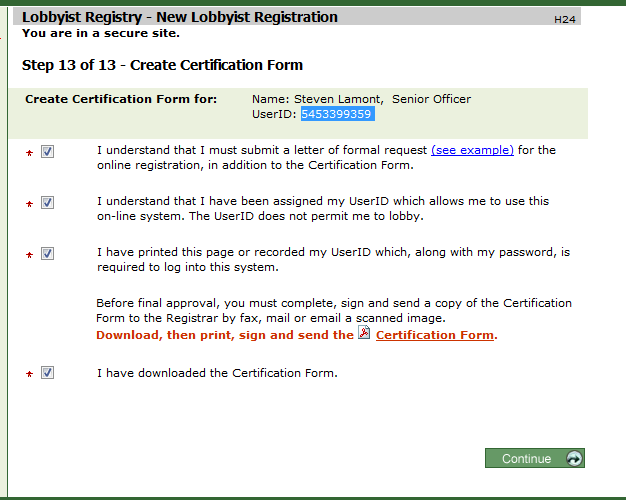 Lobbyist Registry - New Lobbyist Registration H24
You are in a secure site.
Step 13 of 13 - Create Certification Form
Create Certification Form for: Name: Steven Lamont, Senior Officer
UserID: 5453399359
* I understand that I must submit a letter of formal request (see example) for the
online registration, in addition to the Certification Form.
* I understand that I have been assigned my UserID which allows me to use this
on-line system. The UserID does not permit me to lobby.
* I have printed this page or recorded my UserID which, along with my password, is
required to log into this system.
Before final approval, you must complete, sign and send a copy of the Certification
Form to the Registrar by fax, mail or email a scanned image.
Download, then print, sign and send the Certification Form.
* I have downloaded the Certification Form.
Continue